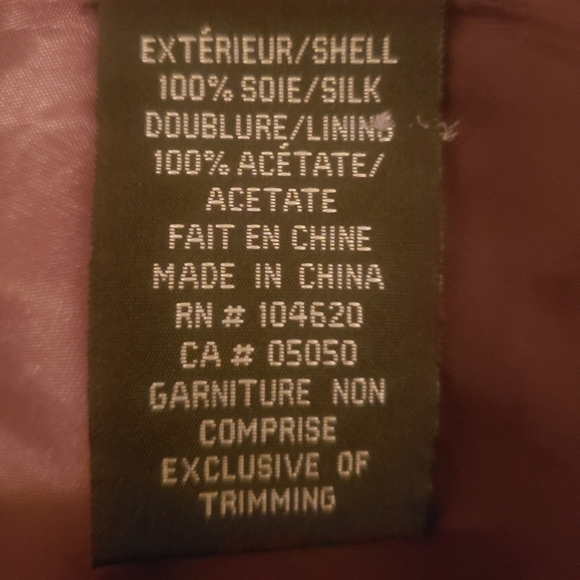 EXTÉRIEUR/SHELL
100% SOIE/SILK
DOUBLURE/LINING
100% ACÉTATE/
ACETATE
FAIT EN CHINE
MADE IN CHINA
RN # 104620
CA # 05050
GARNITURE NON
COMPRISE
EXCLUSIVE OF
TRIMMING